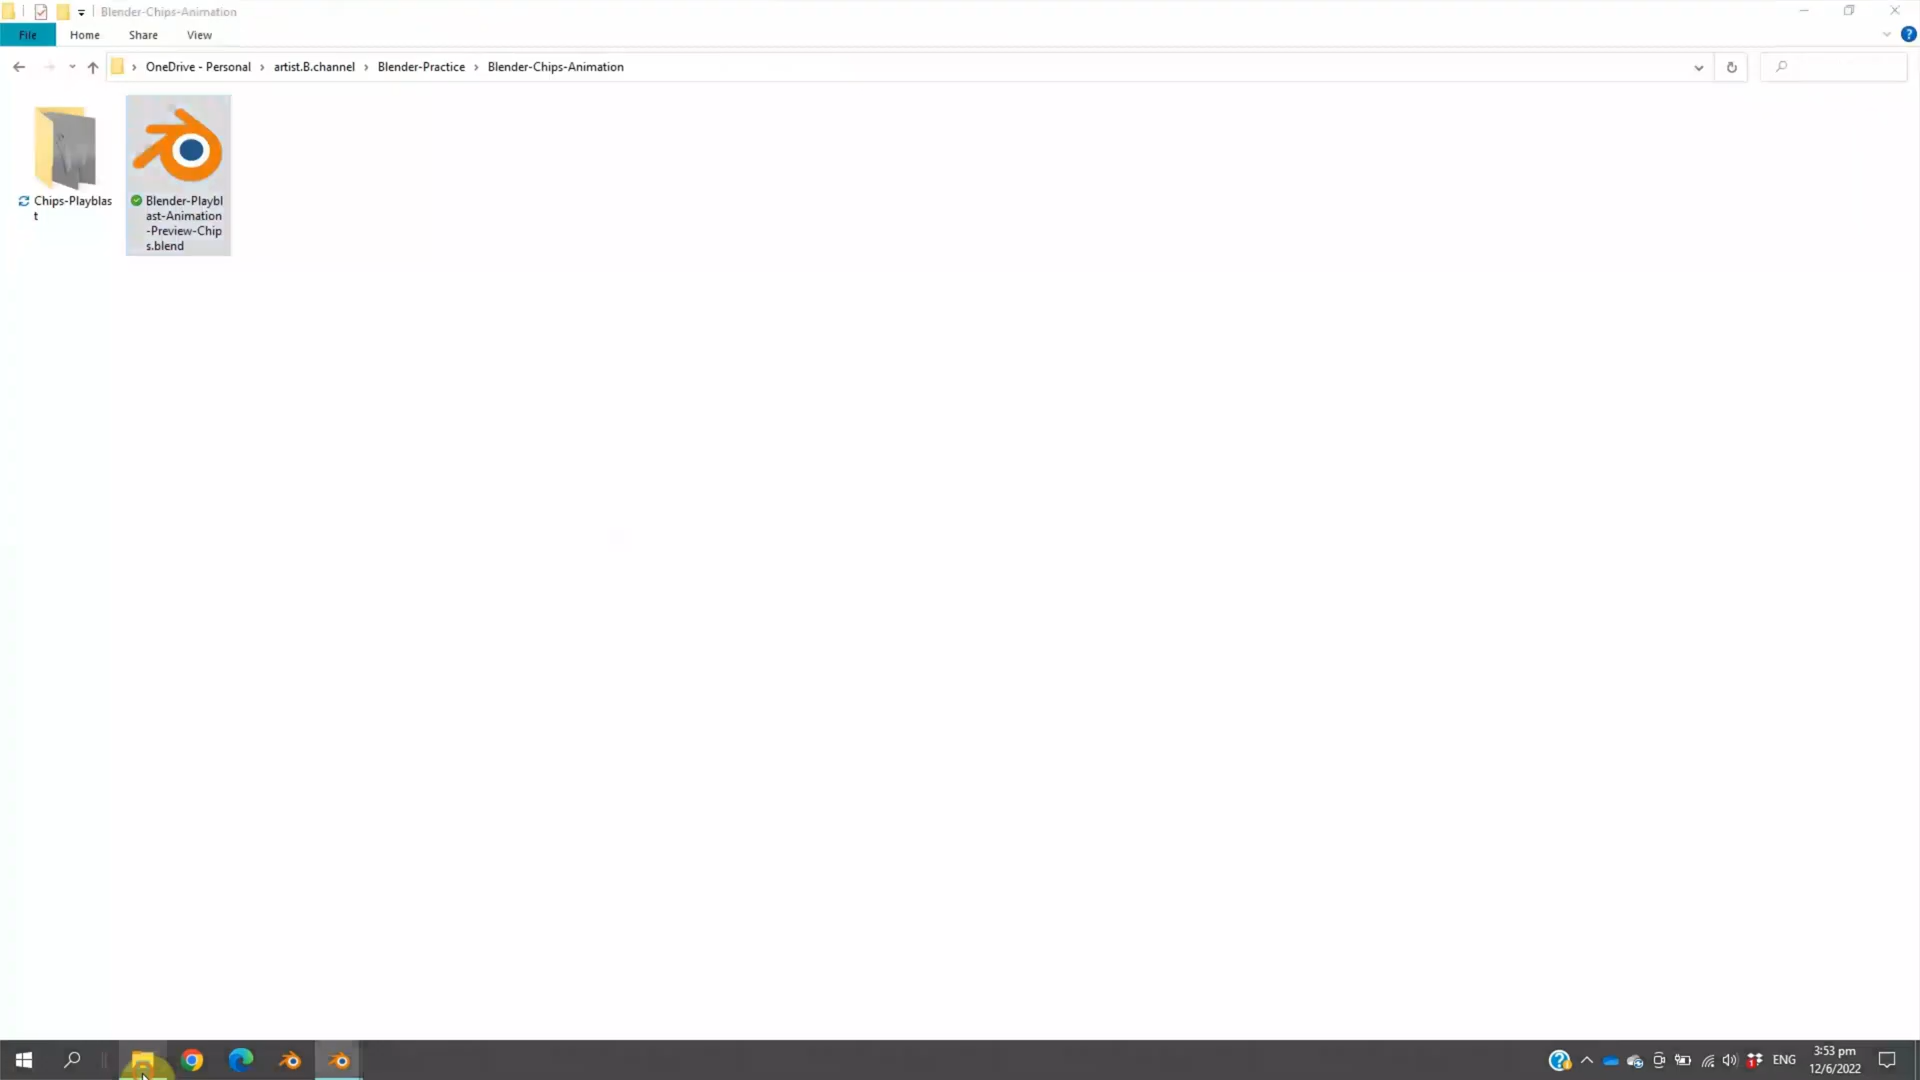 Blender-Chips-Animation
File Home Share View
OneDrive - Personal › artist.B.channel › Blender-Practice › Blender-Chips-Animation
Chips-Playblas
t
Blender-Playbl
ast-Animation
-Preview-Chip
s.blend
ENG
3:53 pm
12/6/2022